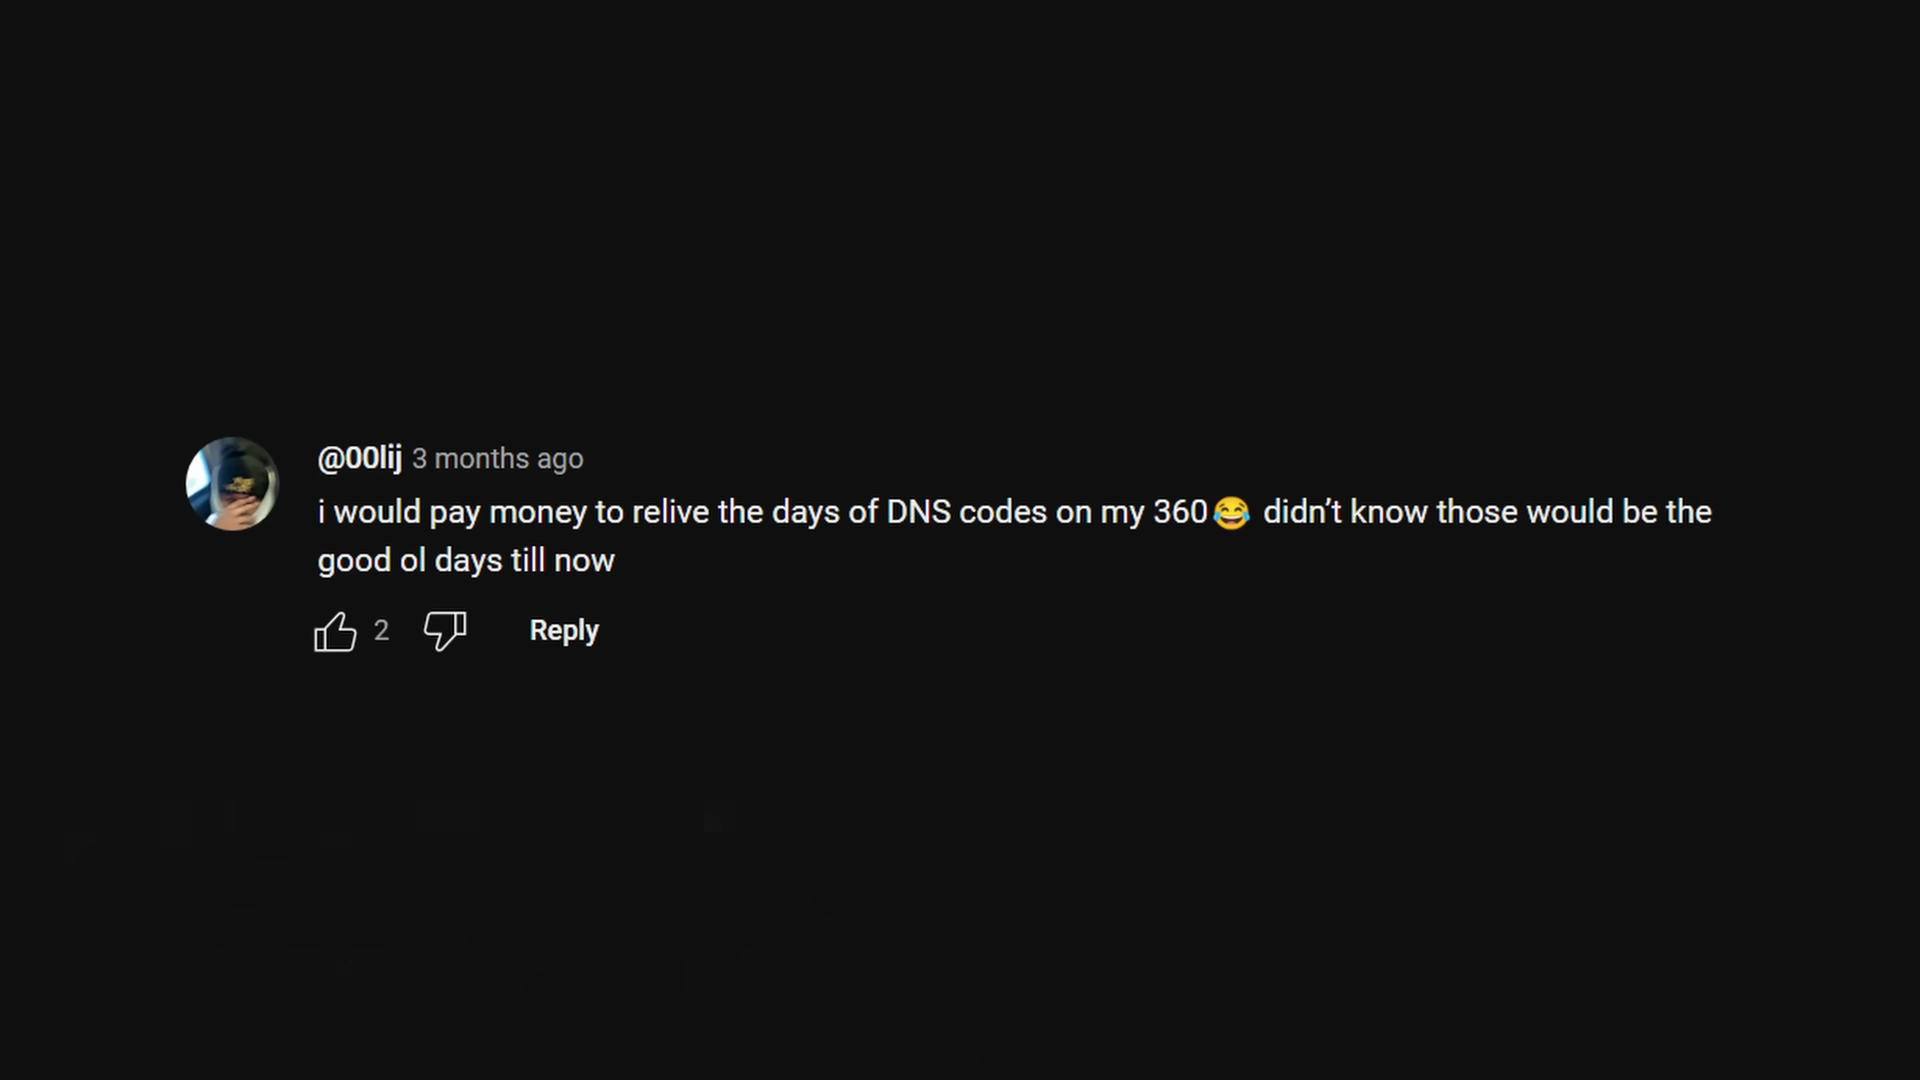 @00lij 3 months ago
i would pay money to relive the days of DNS codes on my 360😂 didn’t know those would be the
good ol days till now
2 Reply